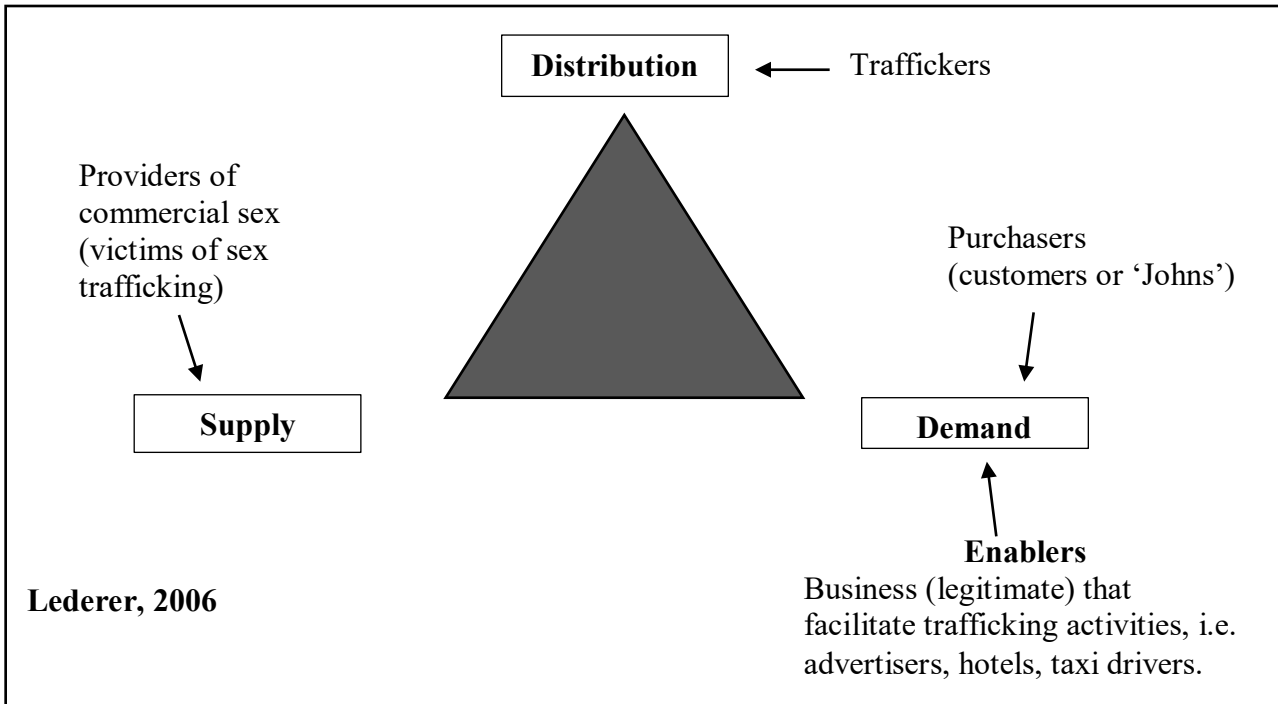 Distribution
Traffickers
Providers of
commercial sex
(victims of sex
trafficking)
Purchasers
(customers or ‘Johns’)
Supply
Demand
Enablers
Business (legitimate) that
facilitate trafficking activities, i.e.
advertisers, hotels, taxi drivers.
Lederer, 2006